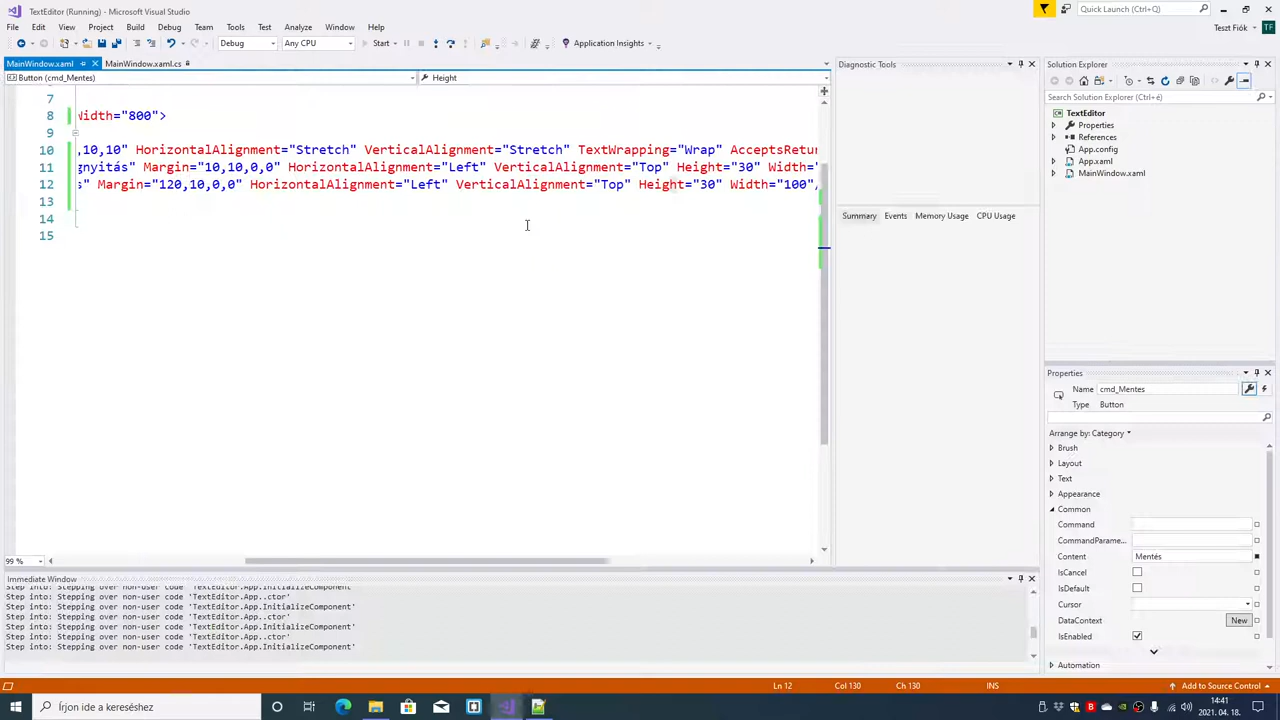 TextEditor (Running) - Microsoft Visual Studio
Quick Launch (Ctrl+Q)
File Edit View Project Build Debug Team Tools Test Analyze Window Help
Teszt Fiók TF
Debug Any CPU Start Application Insights
MainWindow.xaml MainWindow.xaml.cs
Button (cmd_Mentes) Height
7
8 Width="800">
9
10 ,10,10" HorizontalAlignment="Stretch" VerticalAlignment="Stretch" TextWrapping="Wrap" AcceptsRetur
11 gnyitás" Margin="10,10,0,0" HorizontalAlignment="Left" VerticalAlignment="Top" Height="30" Width="
12 s" Margin="120,10,0,0" HorizontalAlignment="Left" VerticalAlignment="Top" Height="30" Width="100"/
13
14
15
99 %
Diagnostic Tools
Summary Events Memory Usage CPU Usage
Solution Explorer
Search Solution Explorer (Ctrl+é)
TextEditor
Properties
References
App.config
App.xaml
MainWindow.xaml
Properties
Name cmd_Mentes
Type Button
Arrange by: Category
Brush
Layout
Text
Appearance
Common
Command
CommandParame...
Content Mentés
IsCancel
IsDefault
Cursor
DataContext New
IsEnabled
Automation
Immediate Window
Step into: Stepping over non-user code 'TextEditor.App.InitializeComponent'
Step into: Stepping over non-user code 'TextEditor.App..ctor'
Step into: Stepping over non-user code 'TextEditor.App.InitializeComponent'
Step into: Stepping over non-user code 'TextEditor.App..ctor'
Step into: Stepping over non-user code 'TextEditor.App.InitializeComponent'
Step into: Stepping over non-user code 'TextEditor.App..ctor'
Step into: Stepping over non-user code 'TextEditor.App.InitializeComponent'
Ln 12 Col 130 Ch 130 INS Add to Source Control
Írjon ide a kereséshez
14:41
2021. 04. 18.